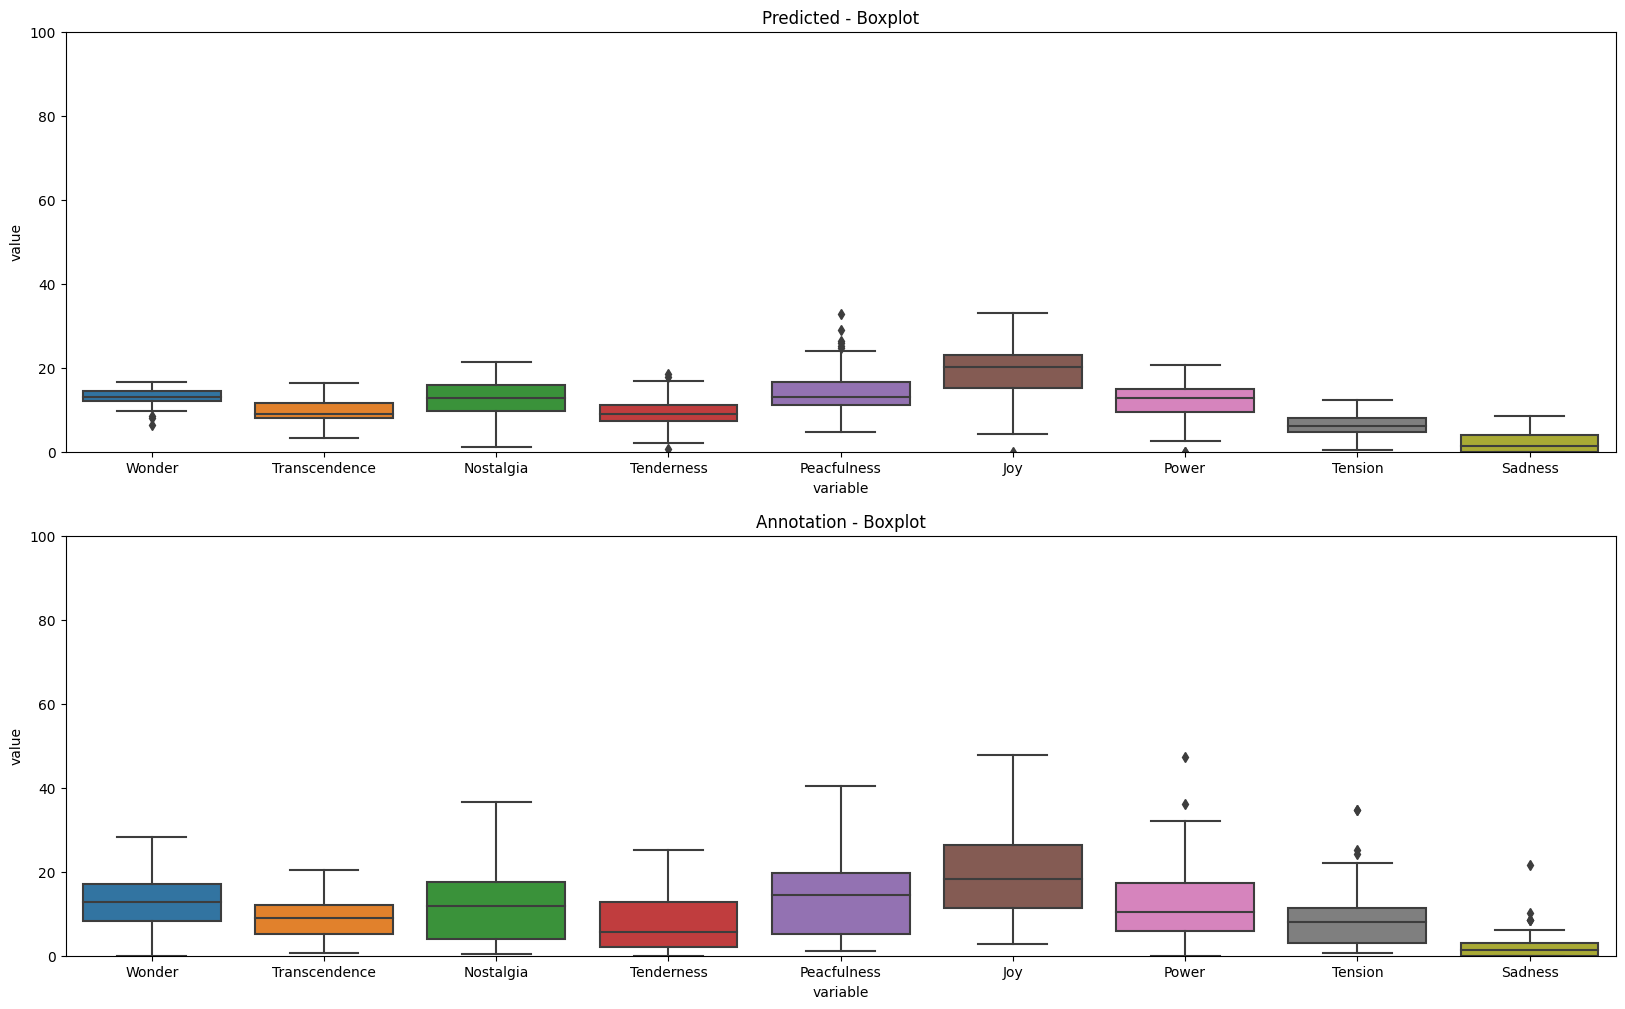 Predicted - Boxplot
100
80
60
40
20
0
value
Wonder Transcendence Nostalgia Tenderness Peacfulness Joy Power Tension Sadness
variable
Annotation - Boxplot
100
80
60
40
20
0
value
Wonder Transcendence Nostalgia Tenderness Peacfulness Joy Power Tension Sadness
variable